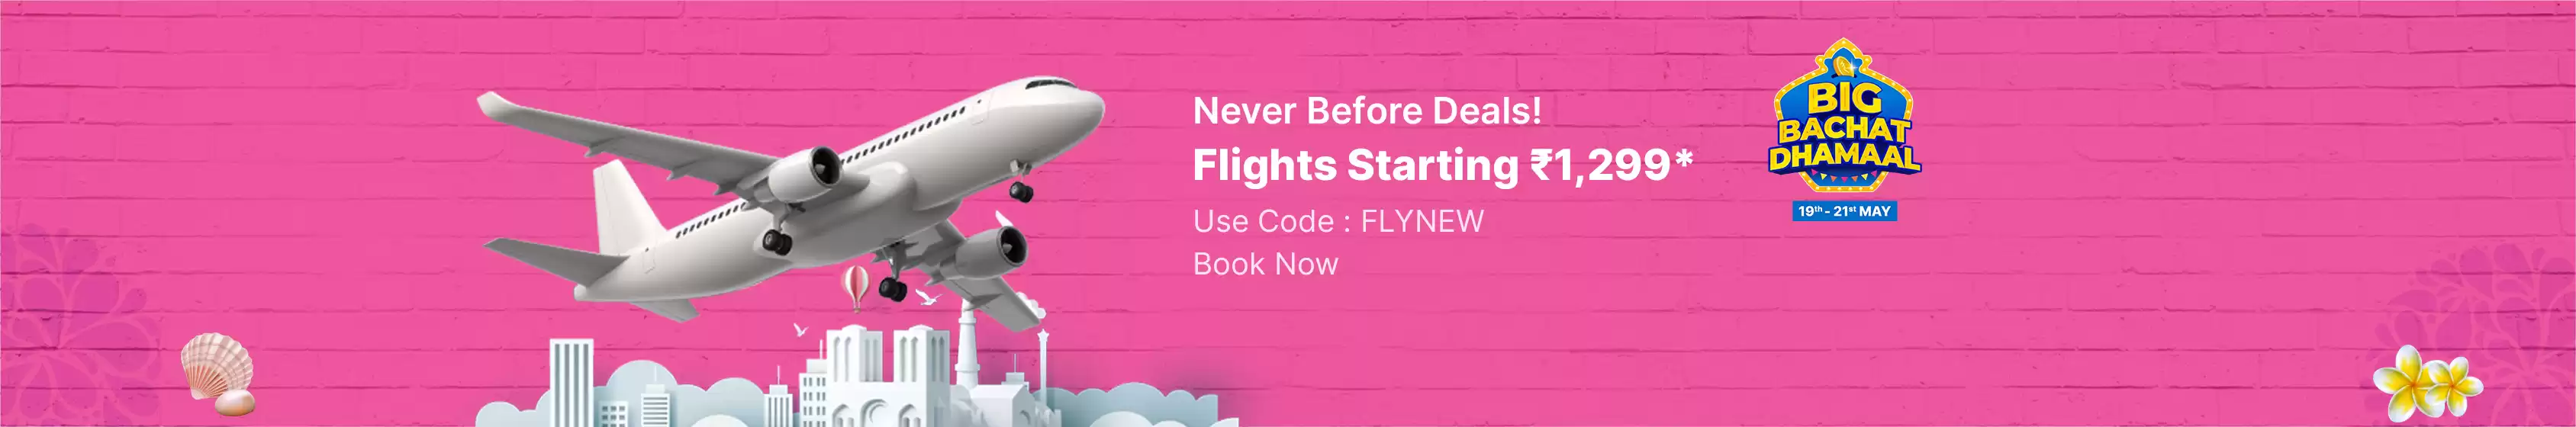 Never Before Deals!
Flights Starting ₹1,299*
Use Code : FLYNEW
Book Now
BIG
BACHAT
DHAMAAL
19th - 21st MAY